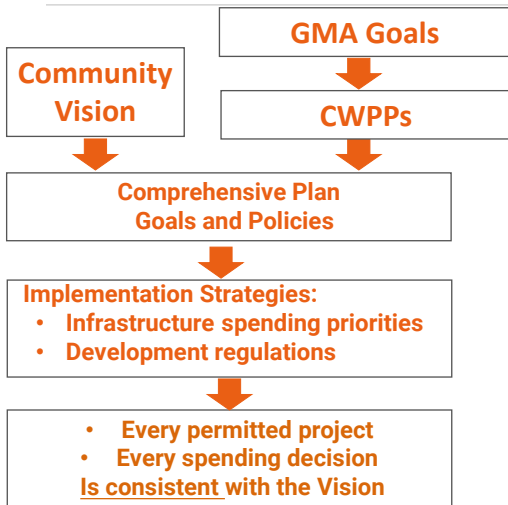 GMA Goals
Community
Vision
CWPPs
Comprehensive Plan
Goals and Policies
Implementation Strategies:
• Infrastructure spending priorities
• Development regulations
• Every permitted project
• Every spending decision
Is consistent with the Vision